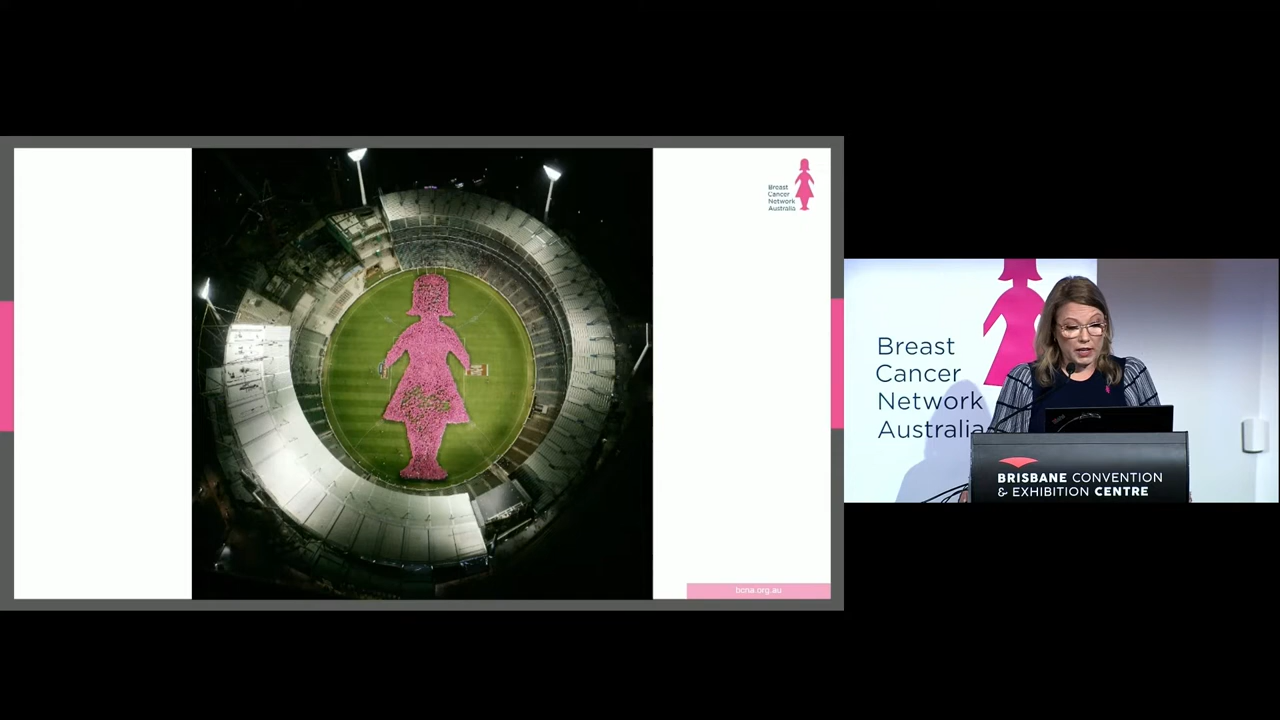 Breast
Cancer
Network
Australia
bcna.org.au
Breast
Cancer
Network
Australia
BRISBANE CONVENTION
& EXHIBITION CENTRE